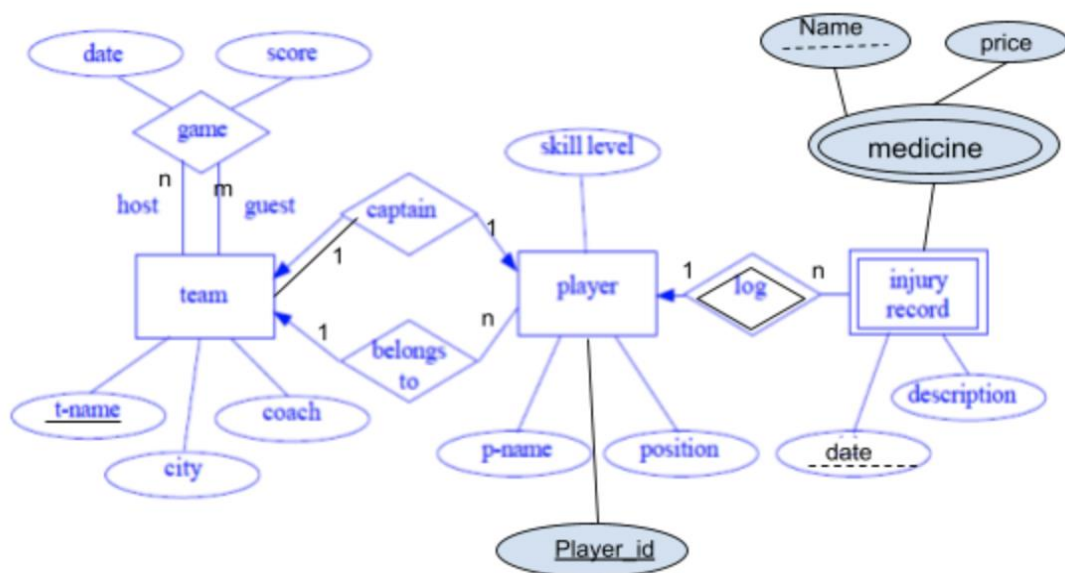 date
score
Name
price
game
medicine
n
m
host
guest
skill level
captain
1
1
team
player
1
log
n
injury
record
1
belongs
to
n
t-name
city
coach
p-name
position
description
date
Player_id